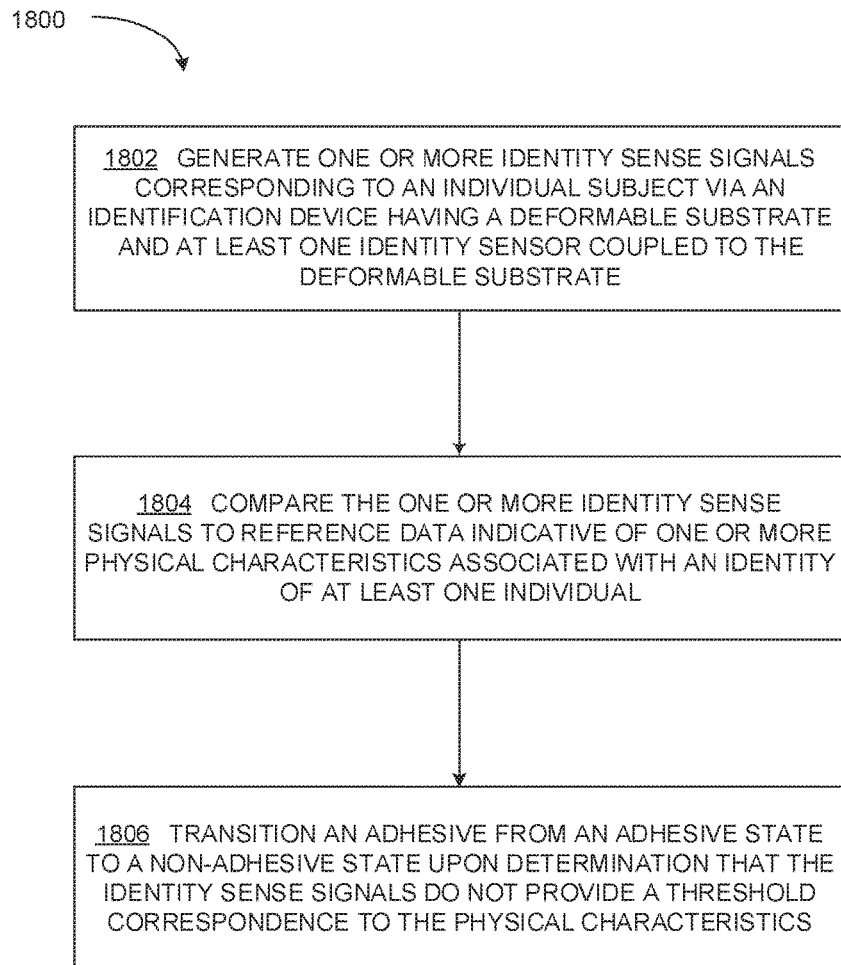 1800
1802 GENERATE ONE OR MORE IDENTITY SENSE SIGNALS
CORRESPONDING TO AN INDIVIDUAL SUBJECT VIA AN
IDENTIFICATION DEVICE HAVING A DEFORMABLE SUBSTRATE
AND AT LEAST ONE IDENTITY SENSOR COUPLED TO THE
DEFORMABLE SUBSTRATE
1804 COMPARE THE ONE OR MORE IDENTITY SENSE
SIGNALS TO REFERENCE DATA INDICATIVE OF ONE OR MORE
PHYSICAL CHARACTERISTICS ASSOCIATED WITH AN IDENTITY
OF AT LEAST ONE INDIVIDUAL
1806 TRANSITION AN ADHESIVE FROM AN ADHESIVE STATE
TO A NON-ADHESIVE STATE UPON DETERMINATION THAT THE
IDENTITY SENSE SIGNALS DO NOT PROVIDE A THRESHOLD
CORRESPONDENCE TO THE PHYSICAL CHARACTERISTICS